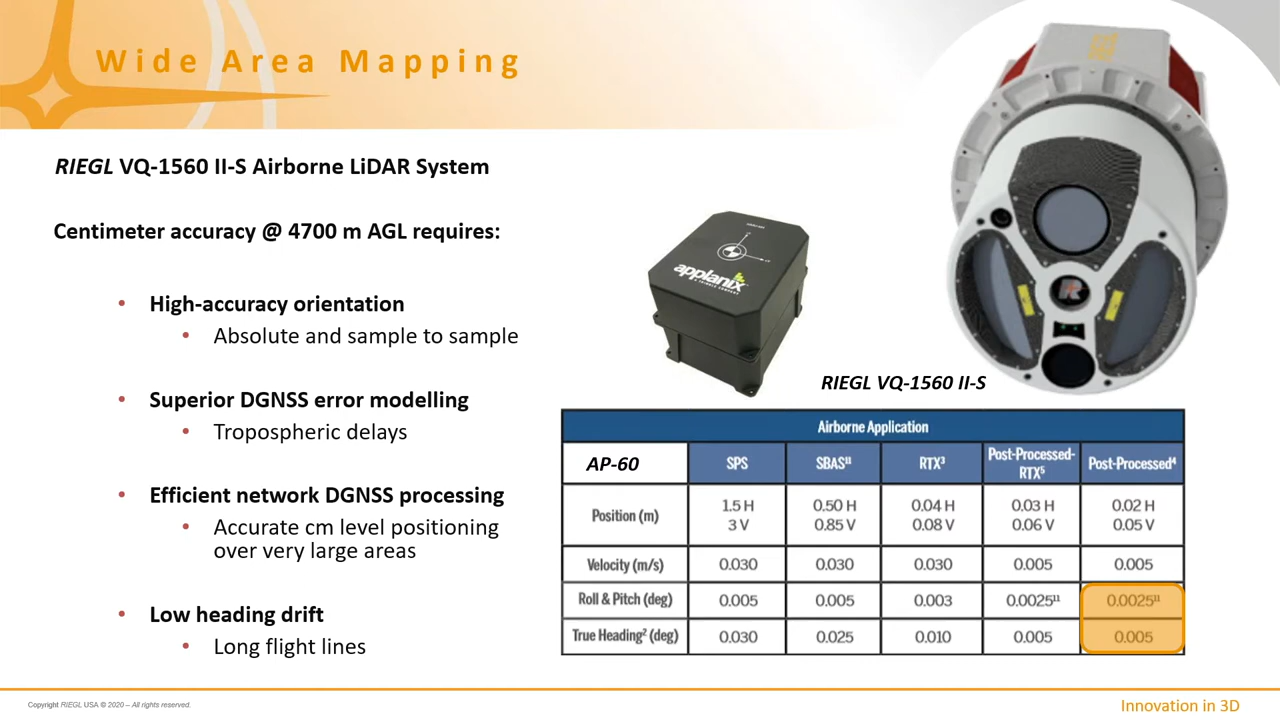 Wide Area Mapping
RIEGL VQ-1560 II-S Airborne LiDAR System
Centimeter accuracy @ 4700 m AGL requires:
• High-accuracy orientation
• Absolute and sample to sample
• Superior DGNSS error modelling
• Tropospheric delays
• Efficient network DGNSS processing
• Accurate cm level positioning
over very large areas
• Low heading drift
• Long flight lines
applanix
RIEGL VQ-1560 II-S
Airborne Application
AP-60 SPS SBAS¹¹ RTX³ Post-Processed-RTX⁵ Post-Processed⁴
Position (m) 1.5 H 0.50 H 0.04 H 0.03 H 0.02 H
3 V 0.85 V 0.08 V 0.06 V 0.05 V
Velocity (m/s) 0.030 0.030 0.030 0.005 0.005
Roll & Pitch (deg) 0.005 0.005 0.003 0.0025¹¹ 0.0025¹¹
True Heading² (deg) 0.030 0.025 0.010 0.005 0.005
Copyright RIEGL USA © 2020 – All rights reserved.
Innovation in 3D